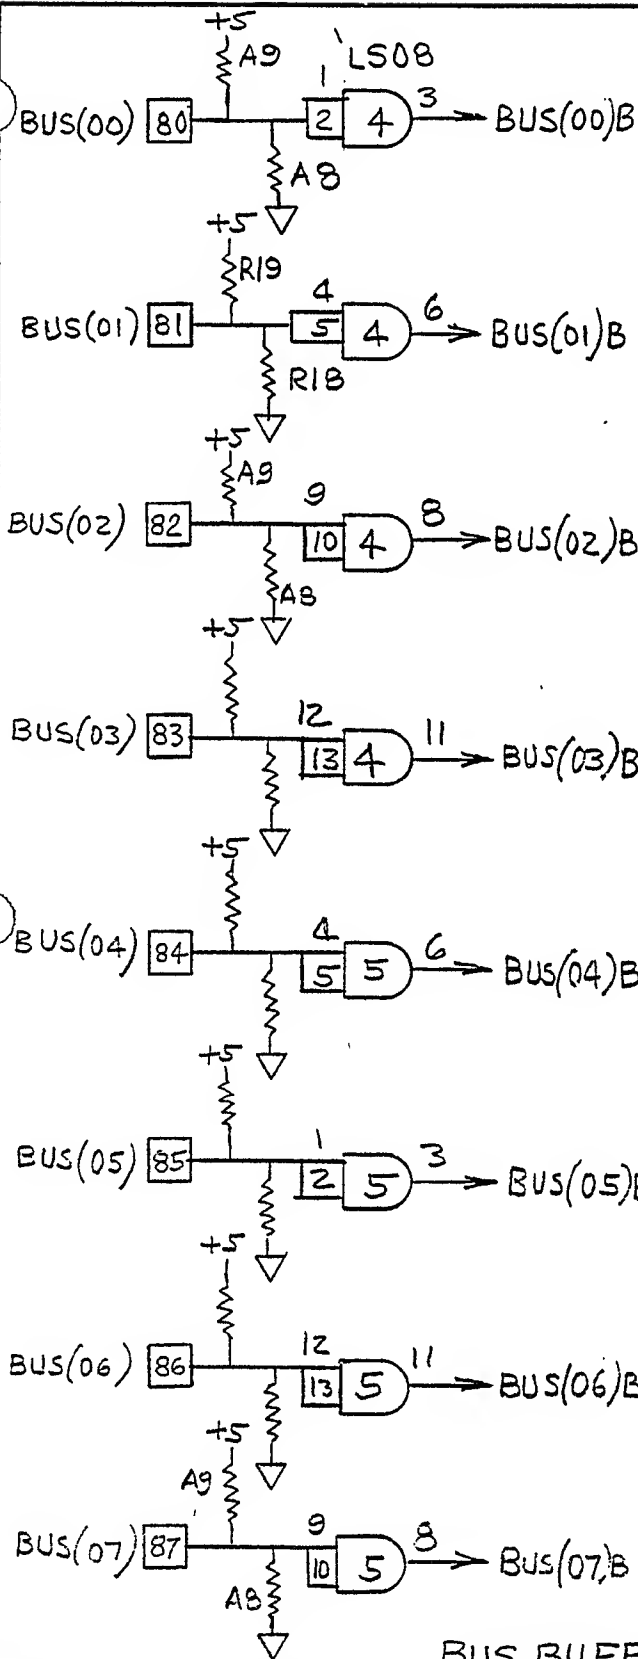 +5
A9
LS08
1
BUS(00) 80 2 4 3 BUS(00)B
A8
+5
R19
4
BUS(01) 81 5 4 6 BUS(01)B
R18
+5
A9
9
BUS(02) 82 10 4 8 BUS(02)B
A8
+5
12
BUS(03) 83 13 4 11 BUS(03)B
+5
4
BUS(04) 84 5 5 6 BUS(04)B
+5
1
BUS(05) 85 2 5 3 BUS(05)B
+5
12
BUS(06) 86 13 5 11 BUS(06)B
+5
A9
9
BUS(07) 87 10 5 8 BUS(07)B
A8
BUS BUFF